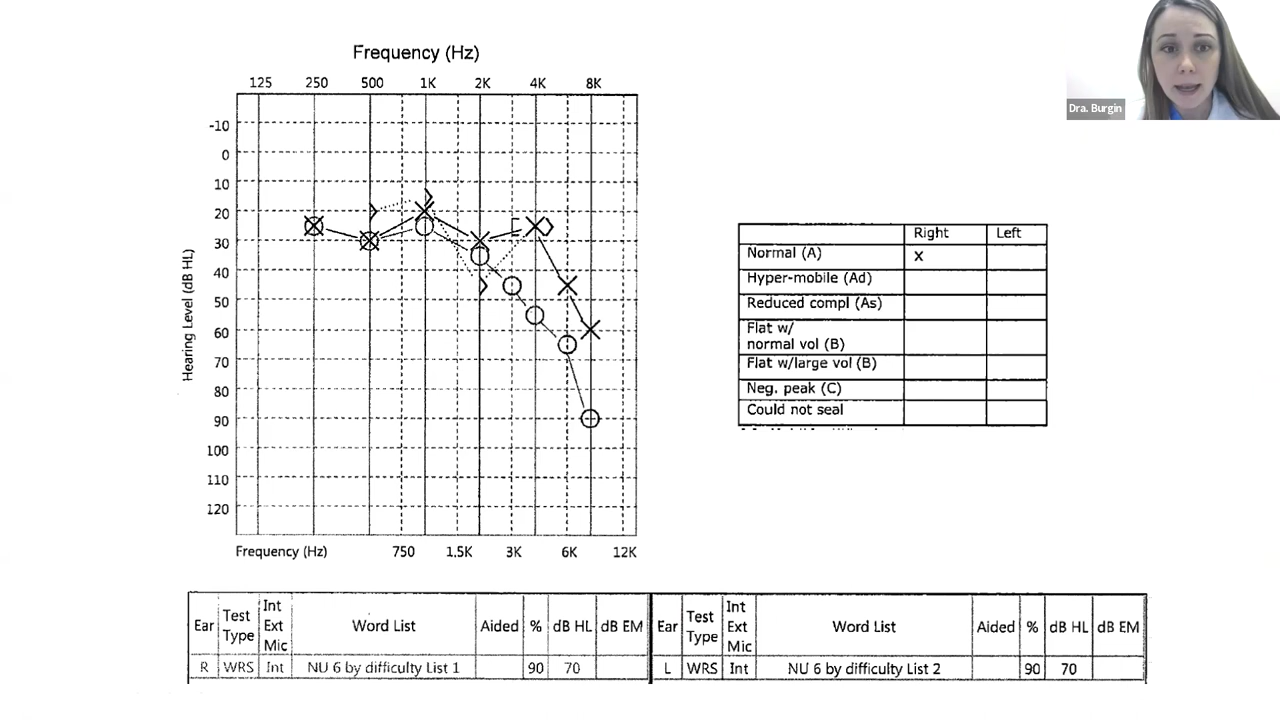 Dra. Burgin
Frequency (Hz)
125 250 500 1K 2K 4K 8K
Hearing Level (dB HL)
-10
0
10
20
30
40
50
60
70
80
90
100
110
120
Frequency (Hz) 750 1.5K 3K 6K 12K
Right Left
Normal (A) x
Hyper-mobile (Ad)
Reduced compl (As)
Flat w/
normal vol (B)
Flat w/large vol (B)
Neg. peak (C)
Could not seal
Ear Test Type Int Ext Mic Word List Aided % dB HL dB EM Ear Test Type Int Ext Mic Word List Aided % dB HL dB EM
R WRS Int NU 6 by difficulty List 1 90 70 L WRS Int NU 6 by difficulty List 2 90 70